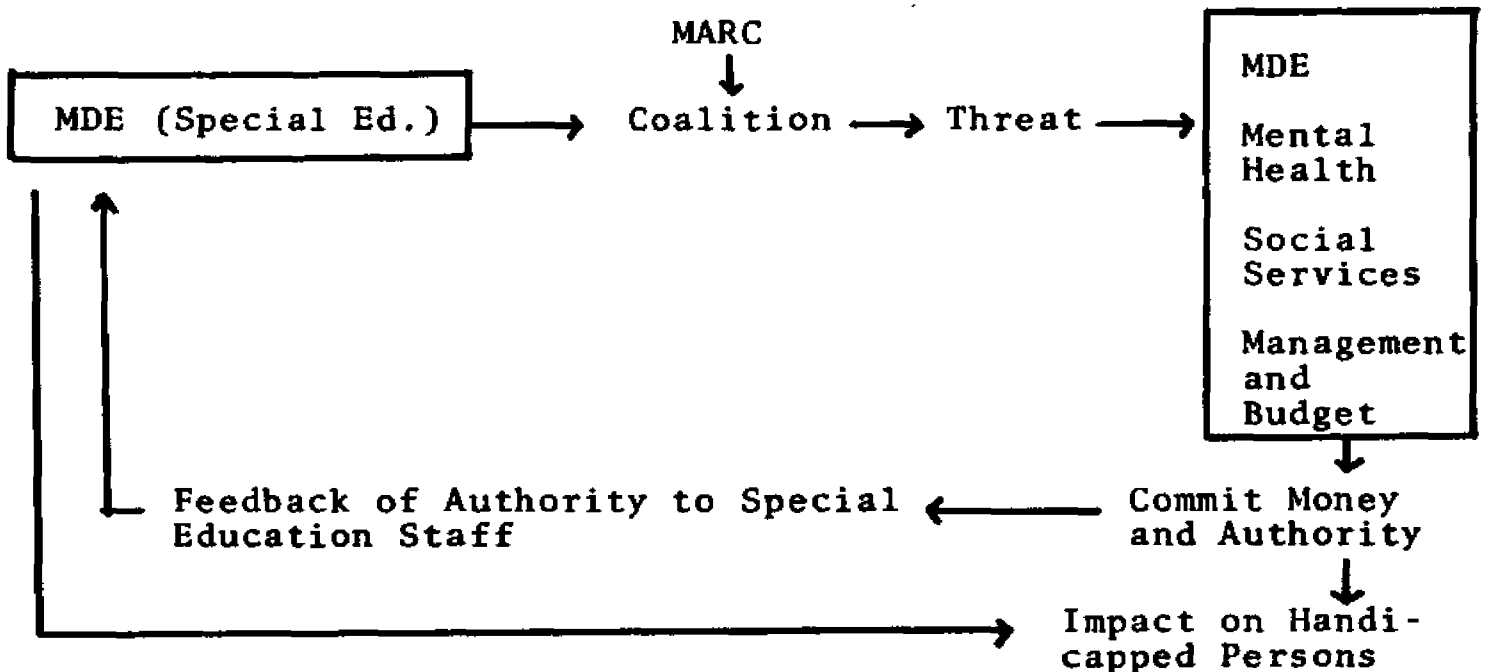 MARC
MDE (Special Ed.)
Coalition
Threat
MDE
Mental
Health
Social
Services
Management
and
Budget
Feedback of Authority to Special
Education Staff
Commit Money
and Authority
Impact on Handi-
capped Persons